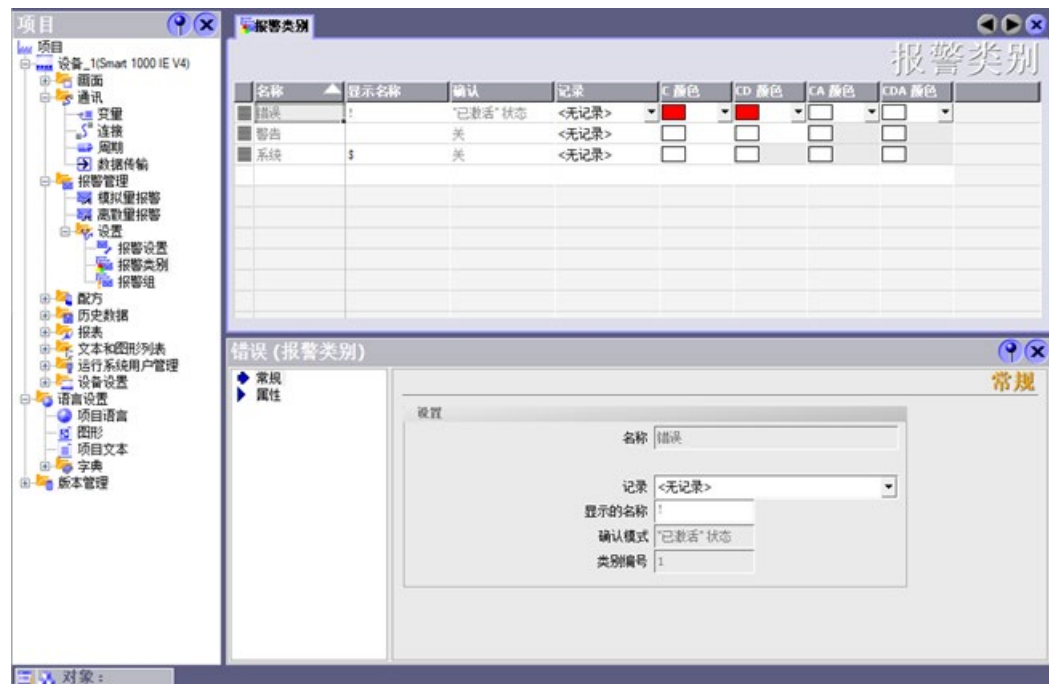 项目
项目
设备_1(Smart 1000 IE V4)
画面
通讯
变量
连接
周期
数据传输
报警管理
模拟量报警
离散量报警
设置
报警设置
报警类别
报警组
配方
历史数据
报表
文本和图形列表
运行系统用户管理
设备设置
语言设置
项目语言
图形
项目文本
字典
版本管理
对象：
报警类别
报警类别
名称 显示名称 确认 记录 C 颜色 CD 颜色 CA 颜色 CDA 颜色
错误 ! "已激活" 状态 <无记录>
警告 关 <无记录>
系统 $ 关 <无记录>
错误 (报警类别)
常规
属性
常规
设置
名称 错误
记录 <无记录>
显示的名称 !
确认模式 "已激活" 状态
类别编号 1